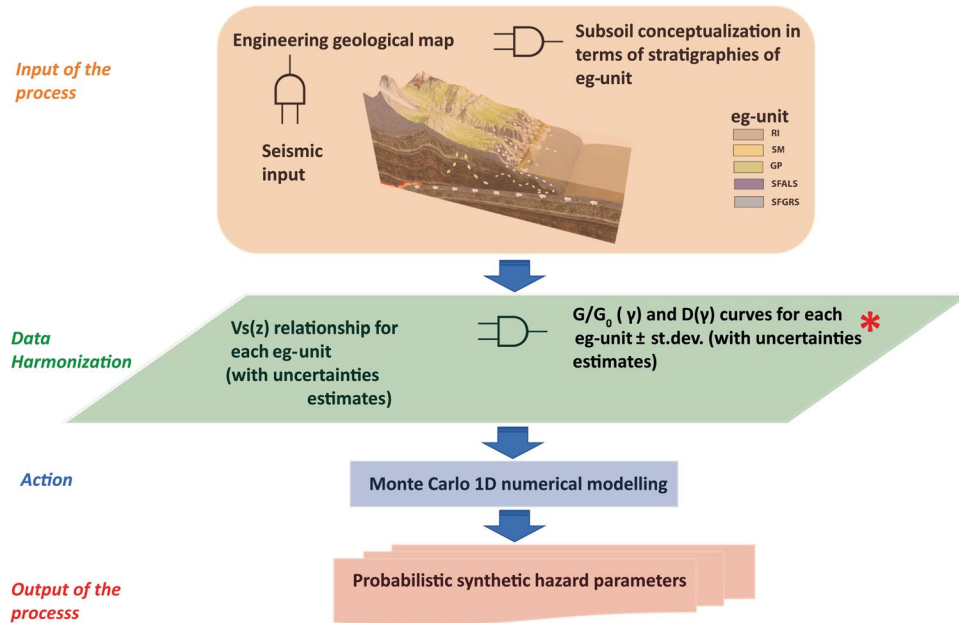 Input of the
process
Engineering geological map
Subsoil conceptualization in
terms of stratigraphies of
eg-unit
Seismic
input
eg-unit
RI
SM
GP
SFALS
SFGRS
Data
Harmonization
Vs(z) relationship for
each eg-unit
(with uncertainties
estimates)
G/G₀ ( γ) and D(γ) curves for each
eg-unit ± st.dev. (with uncertainties
estimates)
*
Action
Monte Carlo 1D numerical modelling
Output of the
processs
Probabilistic synthetic hazard parameters